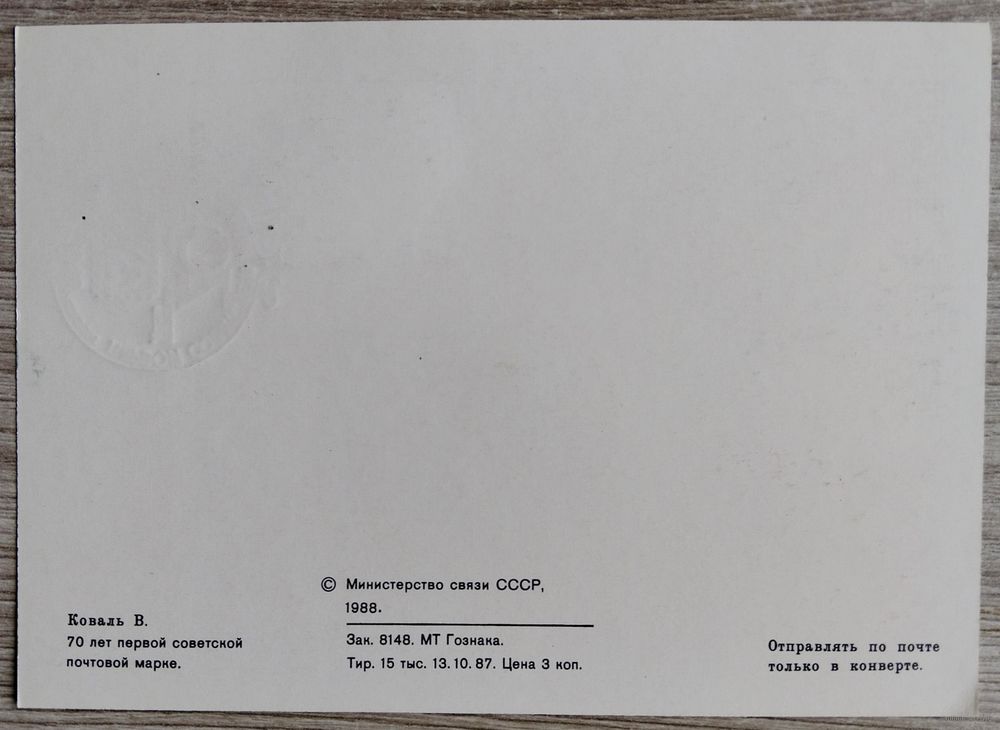 Коваль В.
70 лет первой советской
почтовой марке.
© Министерство связи СССР,
1988.
Зак. 8148. МТ Гознака.
Тир. 15 тыс. 13.10.87. Цена 3 коп.
Отправлять по почте
только в конверте.